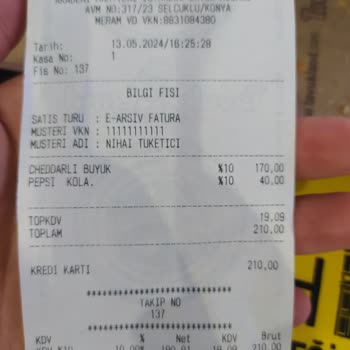 AVM NO:317/23 SELCUKLU/KONYA
MERAM VD VKN:8831084380
Tarih: 13.05.2024/16:25:28
Kasa No: 1
Fis No: 137
BILGI FISI
SATIS TURU : E-ARSIV FATURA
MUSTERI VKN : 11111111111
MUSTERI ADI : NIHAI TUKETICI
CHEDDARLI BUYUK %10 170,00
PEPSI KOLA. %10 40,00
TOPKDV 19,09
TOPLAM 210,00
KREDI KARTI 210,00
********************
TAKIP NO
137
********************
KDV % Net KDV Brut